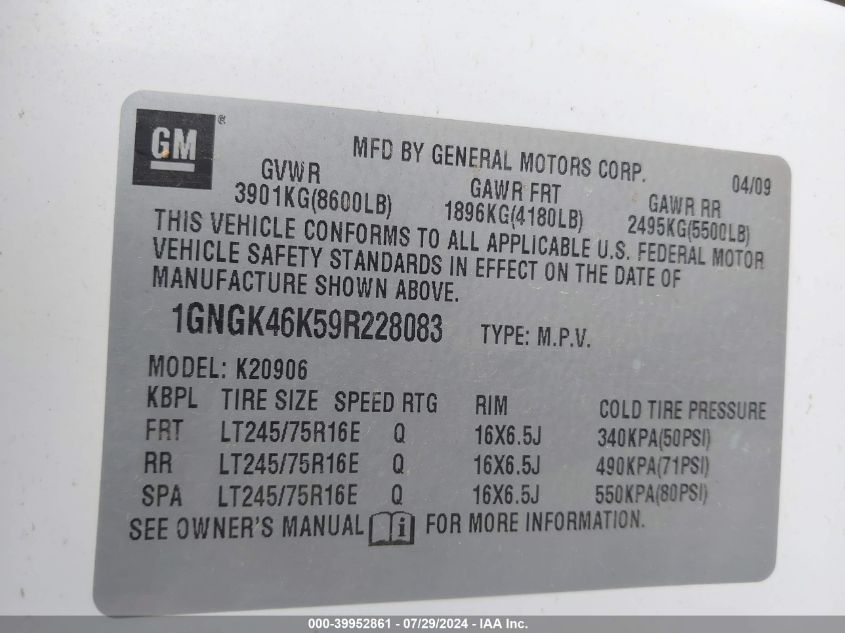 GM®
MFD BY GENERAL MOTORS CORP.
04/09
GVWR
GAWR FRT
GAWR RR
3901KG(8600LB)
1896KG(4180LB)
2495KG(5500LB)
THIS VEHICLE CONFORMS TO ALL APPLICABLE U.S. FEDERAL MOTOR
VEHICLE SAFETY STANDARDS IN EFFECT ON THE DATE OF
MANUFACTURE SHOWN ABOVE.
1GNGK46K59R228083 TYPE: M.P.V.
MODEL: K20906
KBPL TIRE SIZE SPEED RTG RIM COLD TIRE PRESSURE
FRT LT245/75R16E Q 16X6.5J 340KPA(50PSI)
RR LT245/75R16E Q 16X6.5J 490KPA(71PSI)
SPA LT245/75R16E Q 16X6.5J 550KPA(80PSI)
SEE OWNER'S MANUAL i FOR MORE INFORMATION.
000-39952861 - 07/29/2024 - IAA Inc.